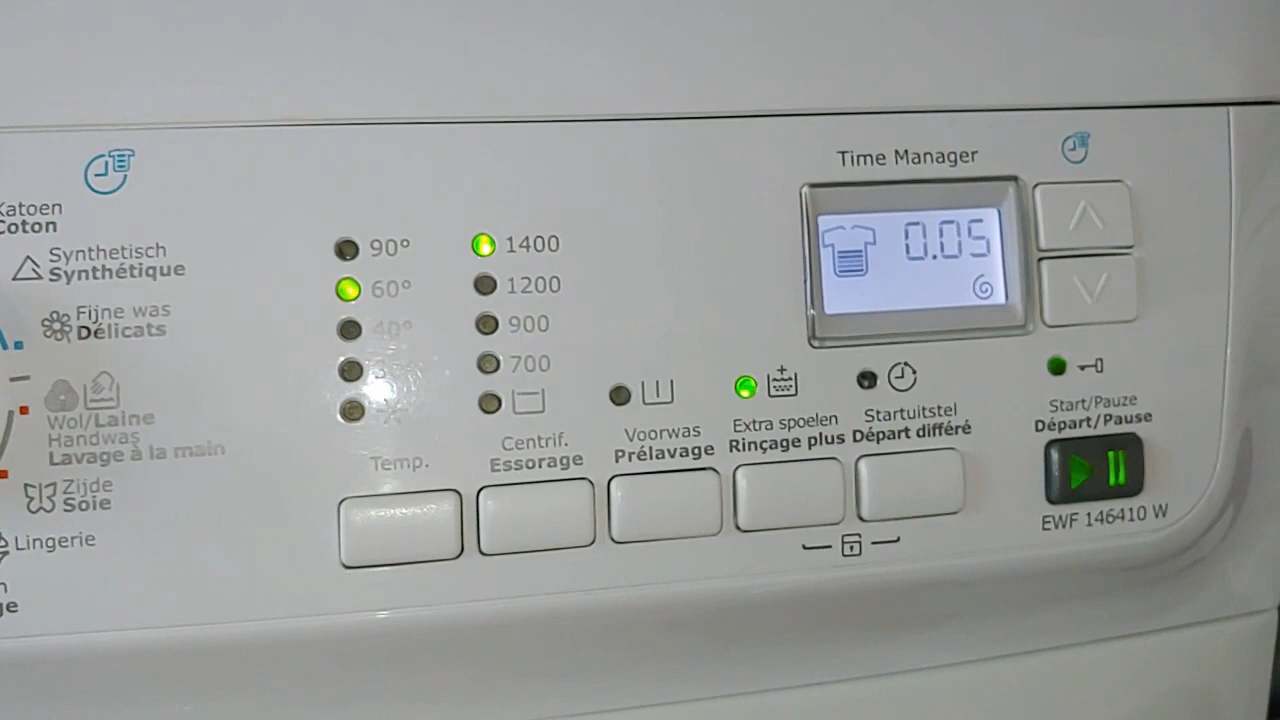 Katoen
Coton
Synthetisch
Synthétique
Fijne was
Délicats
Wol/Laine
Handwas
Lavage à la main
Zijde
Soie
Lingerie
90°
60°
40°
Temp.
1400
1200
900
700
Centrif.
Essorage
Voorwas
Prélavage
Extra spoelen
Rinçage plus
Startuitstel
Départ différé
Time Manager
0.05
Start/Pauze
Départ/Pause
EWF 146410 W